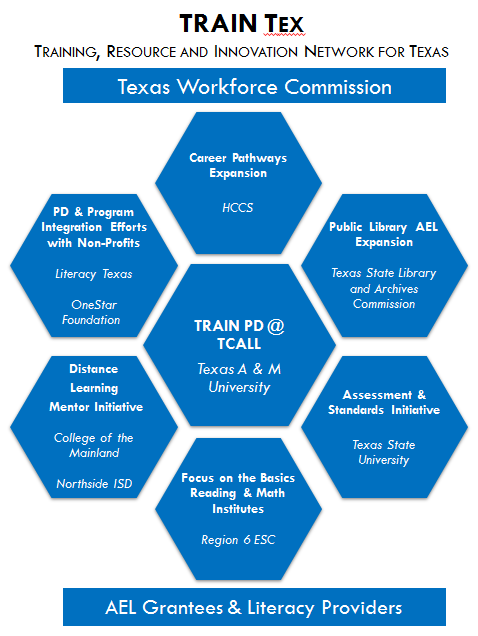 TRAIN TEX
TRAINING, RESOURCE AND INNOVATION NETWORK FOR TEXAS
Texas Workforce Commission
Career Pathways
Expansion
HCCS
PD & Program
Integration Efforts
with Non-Profits
Literacy Texas
OneStar
Foundation
Public Library AEL
Expansion
Texas State Library
and Archives
Commission
TRAIN PD @
TCALL
Texas A & M
University
Distance
Learning
Mentor Initiative
College of the
Mainland
Northside ISD
Assessment &
Standards Initiative
Texas State
University
Focus on the Basics
Reading & Math
Institutes
Region 6 ESC
AEL Grantees & Literacy Providers